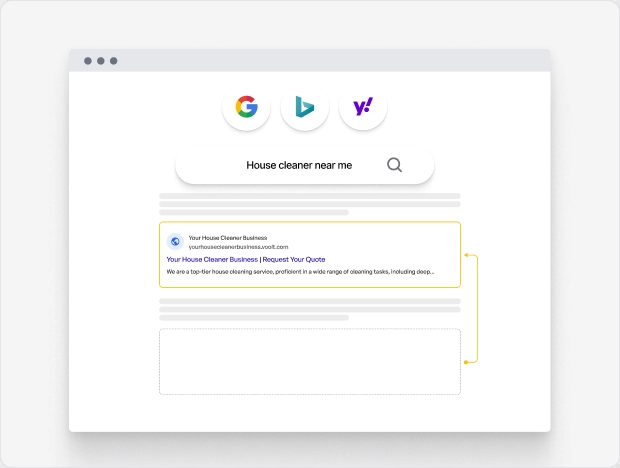 y!
House cleaner near me
Your House Cleaner Business
yourhousecleanerbusiness.voolt.com
Your House Cleaner Business | Request Your Quote
We are a top-tier house cleaning service, proficient in a wide range of cleaning tasks, including deep...